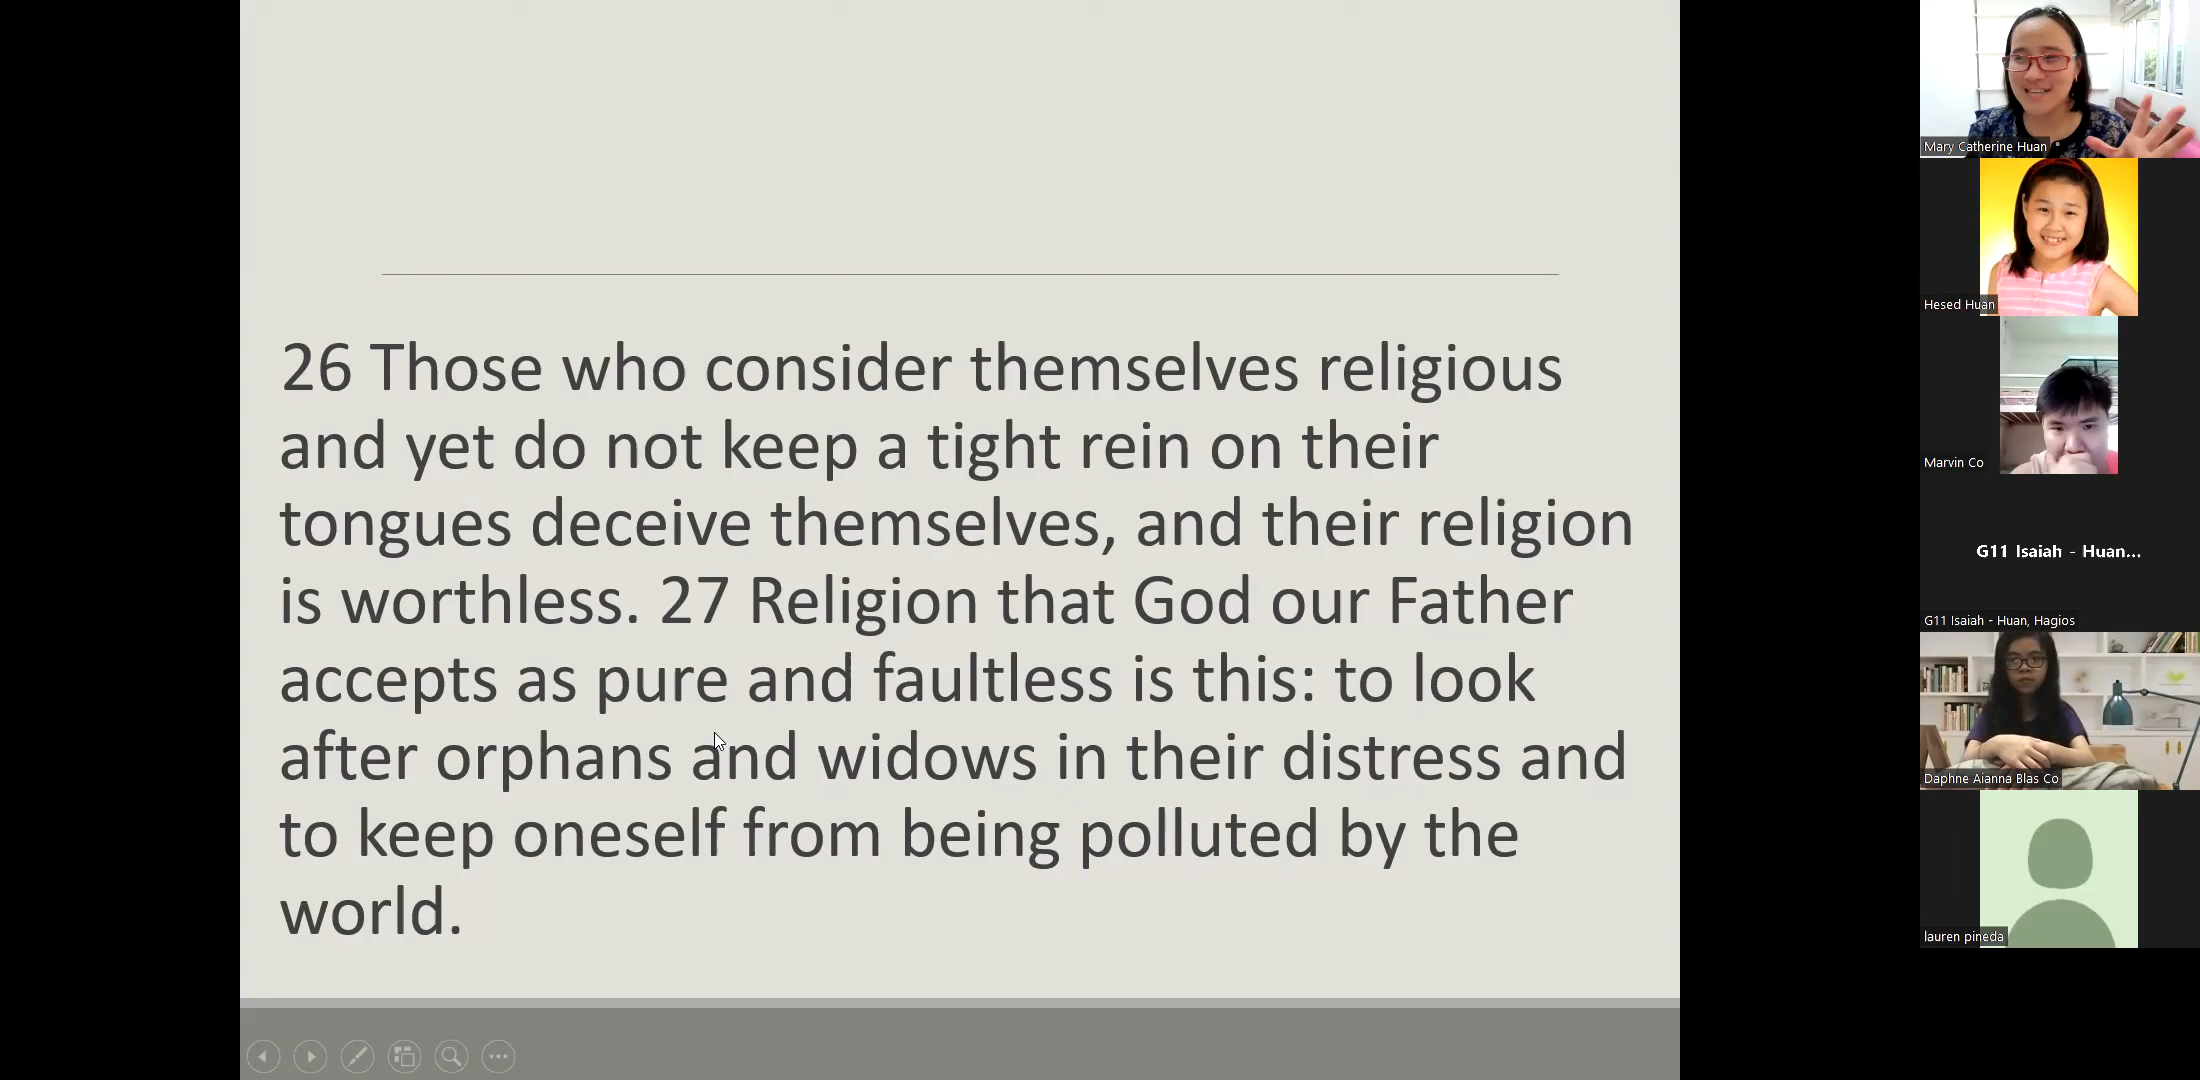 26 Those who consider themselves religious
and yet do not keep a tight rein on their
tongues deceive themselves, and their religion
is worthless. 27 Religion that God our Father
accepts as pure and faultless is this: to look
after orphans and widows in their distress and
to keep oneself from being polluted by the
world.
Mary Catherine Huan
Hesed Huan
Marvin Co
G11 Isaiah - Huan...
G11 Isaiah - Huan, Hagios
Daphne Aianna Blas Co
lauren pineda